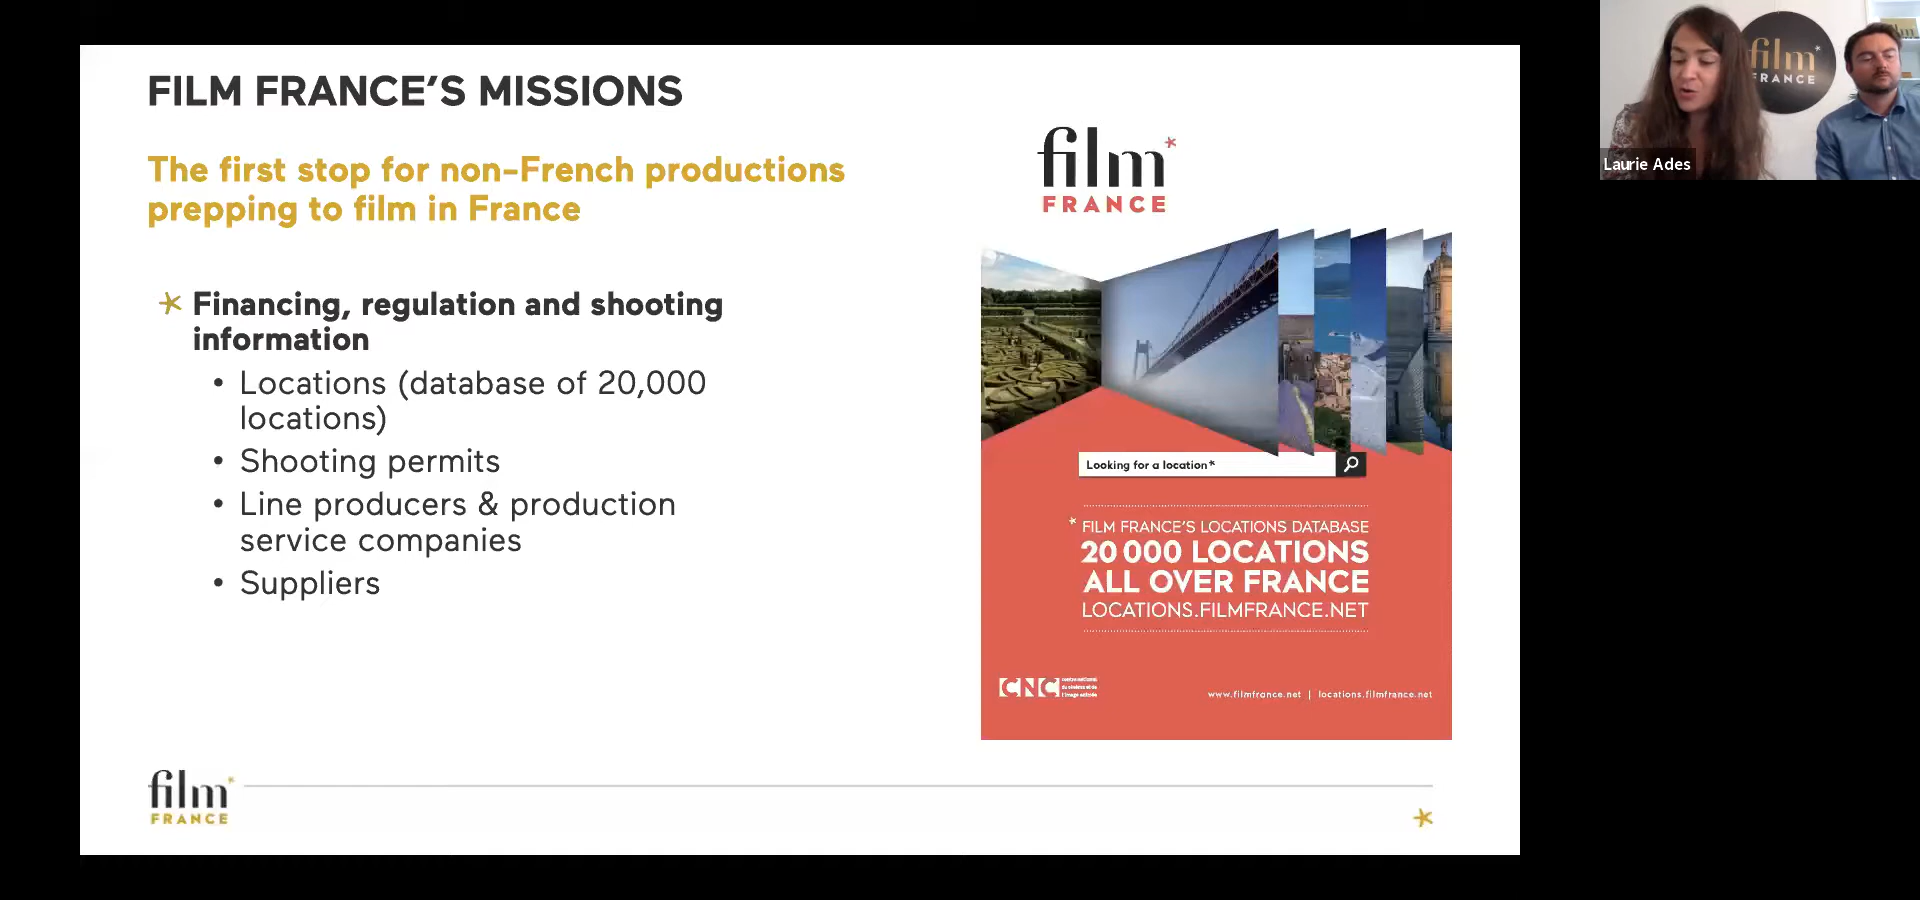 FILM FRANCE’S MISSIONS
The first stop for non-French productions
prepping to film in France
Financing, regulation and shooting
information
• Locations (database of 20,000
locations)
• Shooting permits
• Line producers & production
service companies
• Suppliers
film*
FRANCE
Looking for a location*
* FILM FRANCE’S LOCATIONS DATABASE
20 000 LOCATIONS
ALL OVER FRANCE
LOCATIONS.FILMFRANCE.NET
CNC
www.filmfrance.net | locations.filmfrance.net
film*
FRANCE
film*
FRANCE
Laurie Ades